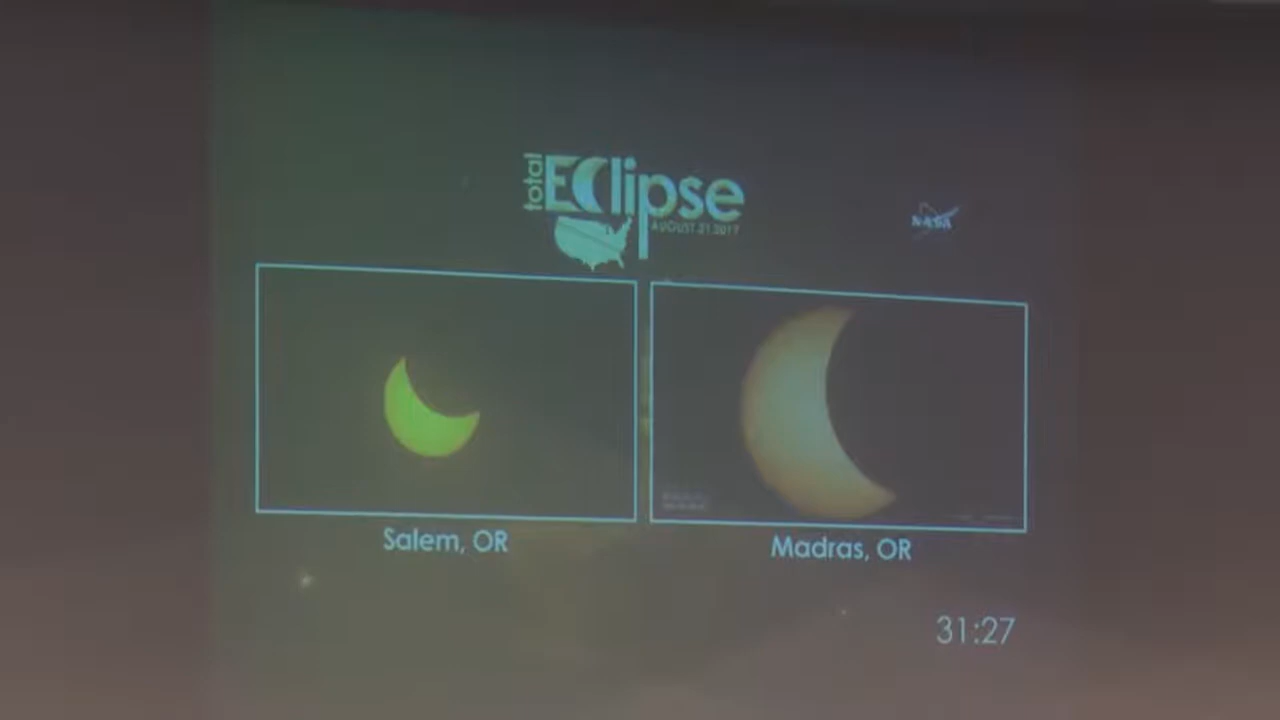 total
EClipse
AUGUST.21.2017
NASA
Salem, OR
Madras, OR
31:27